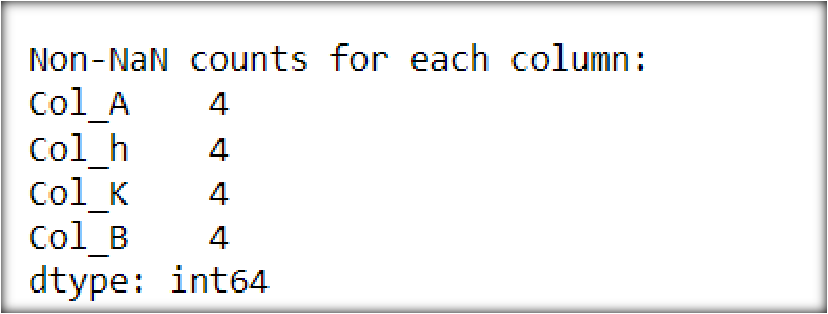 Non-NaN counts for each column:
Col_A    4
Col_h    4
Col_K    4
Col_B    4
dtype: int64